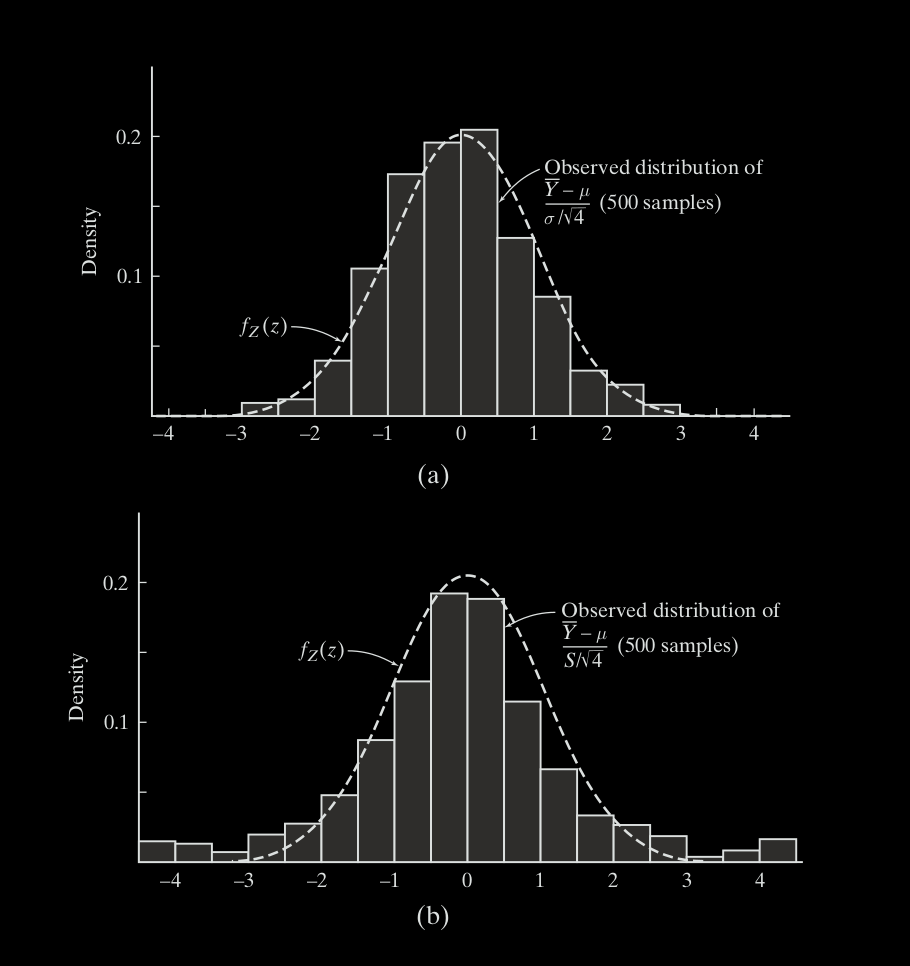 0.2
Observed distribution of
Y̅ – μ
σ/√4 (500 samples)
Density
0.1
f_Z(z)
–4 –3 –2 –1 0 1 2 3 4
(a)
0.2
Observed distribution of
Y̅ – μ
S/√4 (500 samples)
f_Z(z)
Density
0.1
–4 –3 –2 –1 0 1 2 3 4
(b)